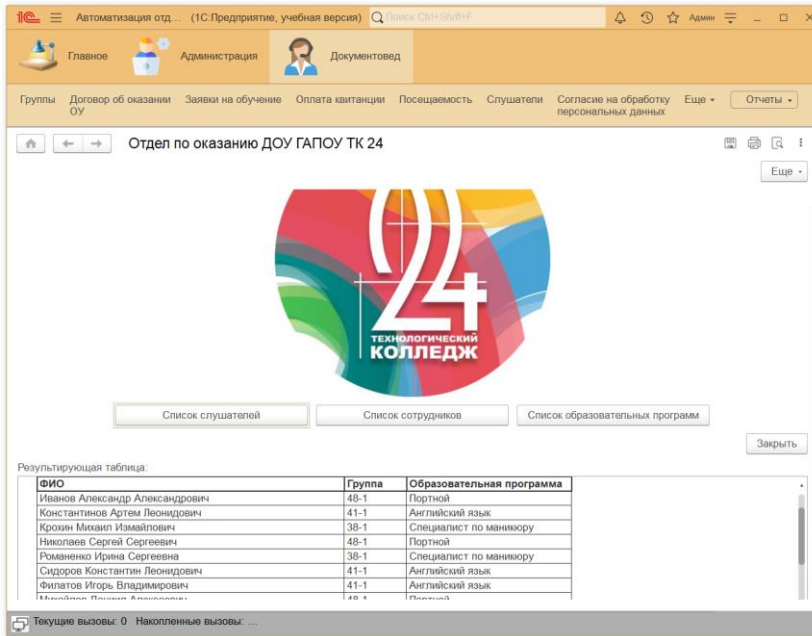 1С Автоматизация отд... (1С:Предприятие, учебная версия) Поиск Ctrl+Shift+F Админ
Главное Администрация Документовед
Группы Договор об оказании ОУ Заявки на обучение Оплата квитанции Посещаемость Слушатели Согласие на обработку персональных данных Еще Отчеты
Отдел по оказанию ДОУ ГАПОУ ТК 24
Еще
24
ТЕХНОЛОГИЧЕСКИЙ
КОЛЛЕДЖ
Список слушателей Список сотрудников Список образовательных программ
Закрыть
Результирующая таблица:
ФИО Группа Образовательная программа
Иванов Александр Александрович 48-1 Портной
Константинов Артем Леонидович 41-1 Английский язык
Крохин Михаил Измайлович 38-1 Специалист по маникюру
Николаев Сергей Сергеевич 48-1 Портной
Романенко Ирина Сергеевна 38-1 Специалист по маникюру
Сидоров Константин Леонидович 41-1 Английский язык
Филатов Игорь Владимирович 41-1 Английский язык
48-1 Портной
Текущие вызовы: 0 Накопленные вызовы: ...